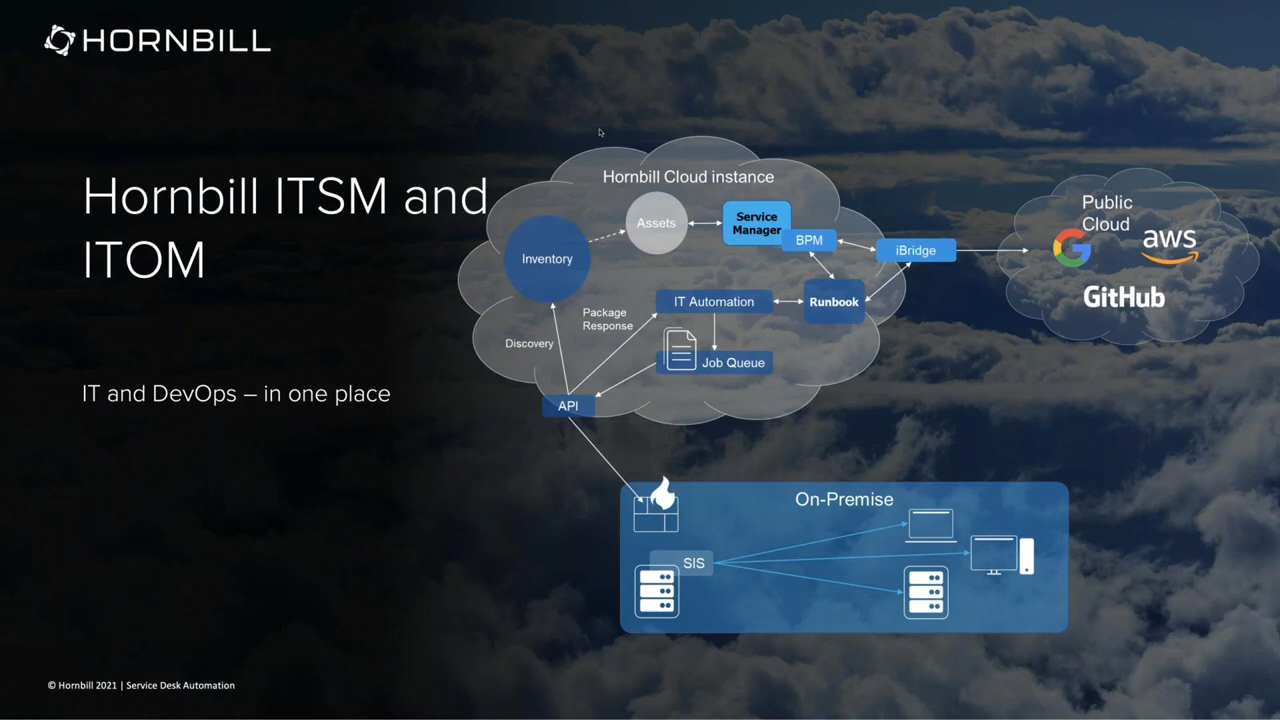 HORNBILL
Hornbill ITSM and
ITOM
IT and DevOps – in one place
Hornbill Cloud instance
Assets
Service
Manager
BPM
iBridge
Inventory
IT Automation
Runbook
Package
Response
Discovery
Job Queue
API
Public
Cloud
aws
GitHub
On-Premise
SIS
© Hornbill 2021 | Service Desk Automation